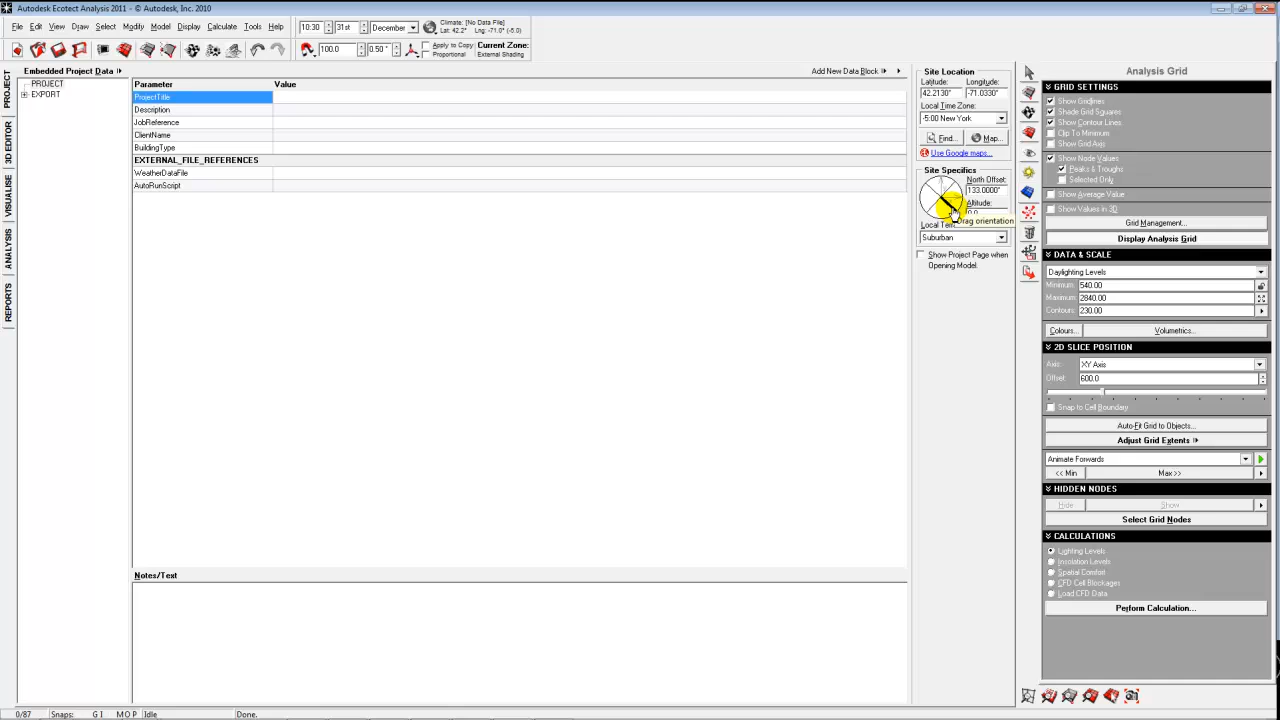 Autodesk Ecotect Analysis 2011 - Autodesk, Inc. 2010
File Edit View Draw Select Modify Model Display Calculate Tools Help
10:30 31st December
Climate: [No Data File]
Lat: 42.2° Lng: -71.0° (-5.0)
100.0 0.50°
Apply to Copy
Proportional
Current Zone:
External Shading
PROJECT
3D EDITOR
VISUALISE
ANALYSIS
REPORTS
Embedded Project Data
PROJECT
EXPORT
Add New Data Block
Parameter Value
ProjectTitle
Description
JobReference
ClientName
BuildingType
EXTERNAL_FILE_REFERENCES
WeatherDataFile
AutoRunScript
Notes/Text
Site Location
Latitude: Longitude:
42.2130° -71.0330°
Local Time Zone:
-5:00 New York
Find... Map...
Use Google maps...
Site Specifics
North Offset:
133.0000°
Altitude:
0.0
Drag orientation
Suburban
Show Project Page when
Opening Model.
Analysis Grid
GRID SETTINGS
Show Gridlines
Shade Grid Squares
Show Contour Lines
Clip To Minimum
Show Grid Axis
Show Node Values
Peaks & Troughs
Selected Only
Show Average Value
Show Values in 3D
Grid Management...
Display Analysis Grid
DATA & SCALE
Daylighting Levels
Minimum: 540.00
Maximum: 2840.00
Contours: 230.00
Colours... Volumetrics...
2D SLICE POSITION
Axis: XY Axis
Offset: 600.0
Snap to Cell Boundary
Auto-Fit Grid to Objects...
Adjust Grid Extents
Animate Forwards
<< Min Max >>
HIDDEN NODES
Hide Show
Select Grid Nodes
CALCULATIONS
Lighting Levels
Insolation Levels
Spatial Comfort
CFD Cell Blockages
Load CFD Data
Perform Calculation...
0/87 Snaps: G I M O P Idle Done.